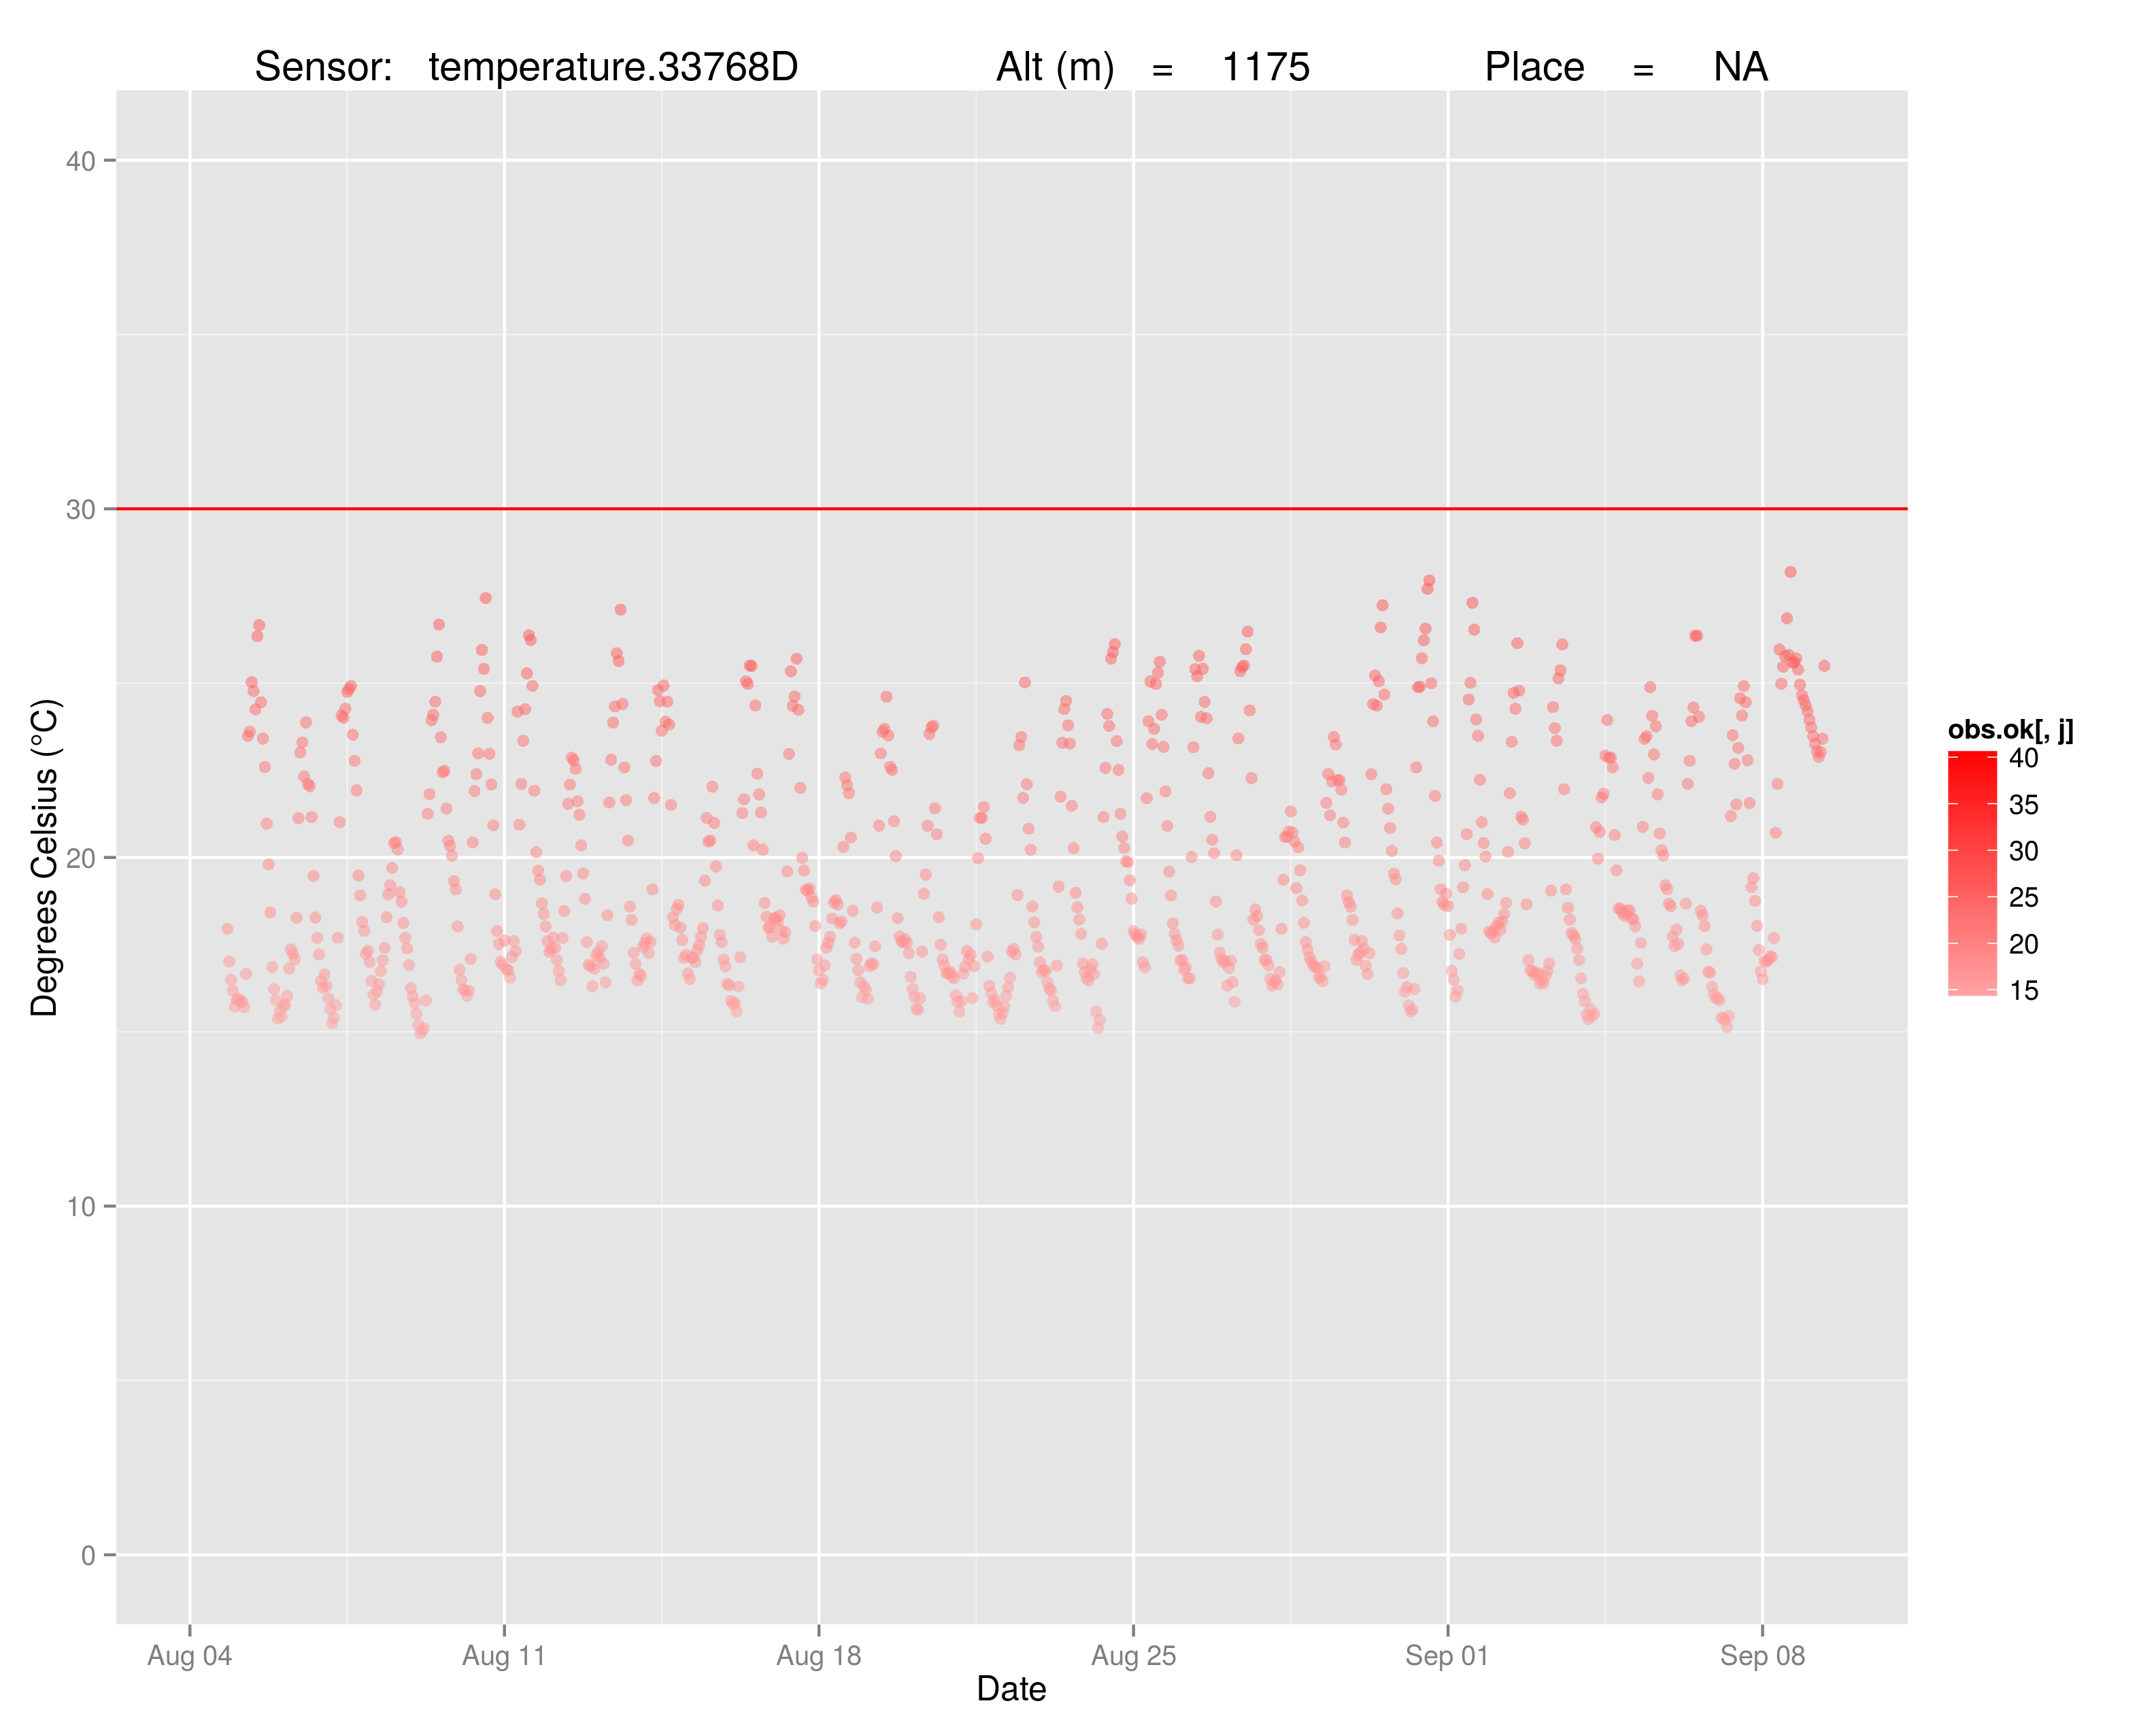 Sensor: temperature.33768D Alt (m) = 1175 Place = NA
40
30
20
10
0
Degrees Celsius (°C)
Aug 04 Aug 11 Aug 18 Aug 25 Sep 01 Sep 08
Date
obs.ok[, j]
40
35
30
25
20
15